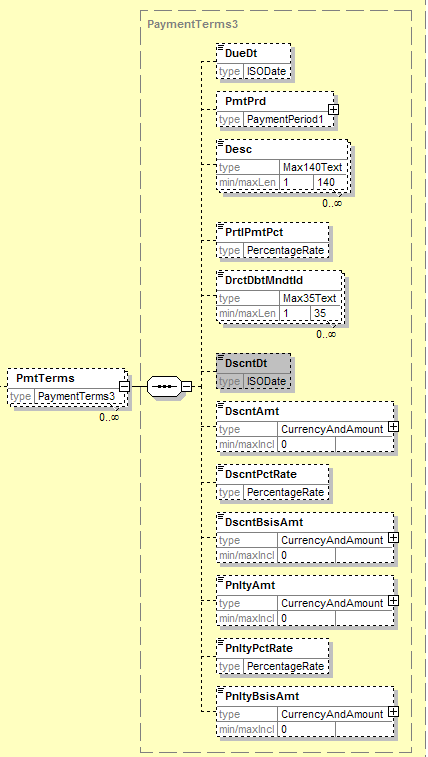 PaymentTerms3
DueDt
type ISODate
PmtPrd
type PaymentPeriod1
Desc
type Max140Text
min/maxLen 1 140
0..∞
PrtlPmtPct
type PercentageRate
DrctDbtMndtId
type Max35Text
min/maxLen 1 35
0..∞
PmtTerms
type PaymentTerms3
0..∞
DscntDt
type ISODate
DscntAmt
type CurrencyAndAmount
min/maxIncl 0
DscntPctRate
type PercentageRate
DscntBsisAmt
type CurrencyAndAmount
min/maxIncl 0
PnltyAmt
type CurrencyAndAmount
min/maxIncl 0
PnltyPctRate
type PercentageRate
PnltyBsisAmt
type CurrencyAndAmount
min/maxIncl 0